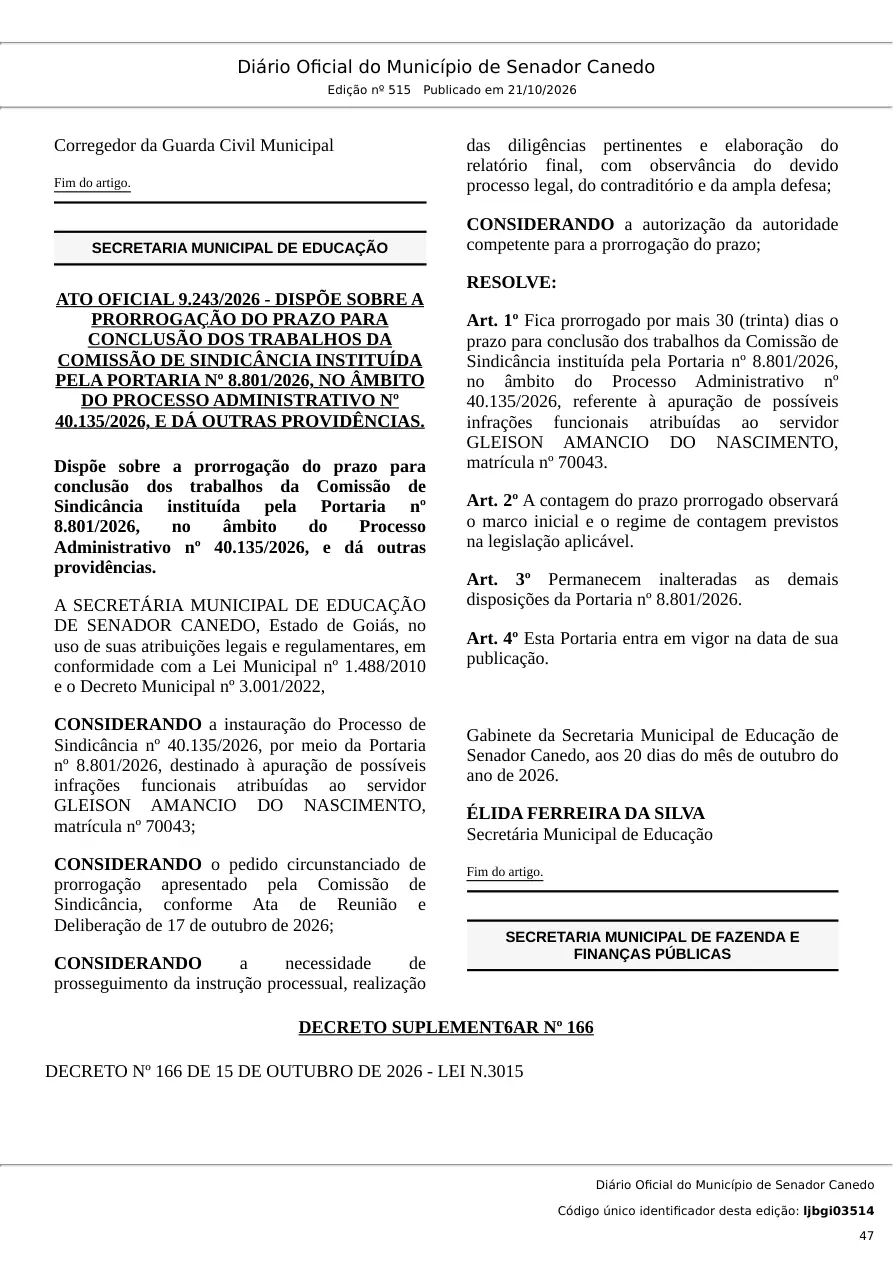 Diário Oficial do Município de Senador Canedo
Edição nº 515 Publicado em 21/10/2026
Corregedor da Guarda Civil Municipal
Fim do artigo.
SECRETARIA MUNICIPAL DE EDUCAÇÃO
ATO OFICIAL 9.243/2026 - DISPÕE SOBRE A
PRORROGAÇÃO DO PRAZO PARA
CONCLUSÃO DOS TRABALHOS DA
COMISSÃO DE SINDICÂNCIA INSTITUÍDA
PELA PORTARIA Nº 8.801/2026, NO ÂMBITO
DO PROCESSO ADMINISTRATIVO Nº
40.135/2026, E DÁ OUTRAS PROVIDÊNCIAS.
Dispõe sobre a prorrogação do prazo para
conclusão dos trabalhos da Comissão de
Sindicância instituída pela Portaria nº
8.801/2026, no âmbito do Processo
Administrativo nº 40.135/2026, e dá outras
providências.
A SECRETÁRIA MUNICIPAL DE EDUCAÇÃO
DE SENADOR CANEDO, Estado de Goiás, no
uso de suas atribuições legais e regulamentares, em
conformidade com a Lei Municipal nº 1.488/2010
e o Decreto Municipal nº 3.001/2022,
CONSIDERANDO a instauração do Processo de
Sindicância nº 40.135/2026, por meio da Portaria
nº 8.801/2026, destinado à apuração de possíveis
infrações funcionais atribuídas ao servidor
GLEISON AMANCIO DO NASCIMENTO,
matrícula nº 70043;
CONSIDERANDO o pedido circunstanciado de
prorrogação apresentado pela Comissão de
Sindicância, conforme Ata de Reunião e
Deliberação de 17 de outubro de 2026;
CONSIDERANDO a necessidade de
prosseguimento da instrução processual, realização
das diligências pertinentes e elaboração do
relatório final, com observância do devido
processo legal, do contraditório e da ampla defesa;
CONSIDERANDO a autorização da autoridade
competente para a prorrogação do prazo;
RESOLVE:
Art. 1º Fica prorrogado por mais 30 (trinta) dias o
prazo para conclusão dos trabalhos da Comissão de
Sindicância instituída pela Portaria nº 8.801/2026,
no âmbito do Processo Administrativo nº
40.135/2026, referente à apuração de possíveis
infrações funcionais atribuídas ao servidor
GLEISON AMANCIO DO NASCIMENTO,
matrícula nº 70043.
Art. 2º A contagem do prazo prorrogado observará
o marco inicial e o regime de contagem previstos
na legislação aplicável.
Art. 3º Permanecem inalteradas as demais
disposições da Portaria nº 8.801/2026.
Art. 4º Esta Portaria entra em vigor na data de sua
publicação.
Gabinete da Secretaria Municipal de Educação de
Senador Canedo, aos 20 dias do mês de outubro do
ano de 2026.
ÉLIDA FERREIRA DA SILVA
Secretária Municipal de Educação
Fim do artigo.
SECRETARIA MUNICIPAL DE FAZENDA E
FINANÇAS PÚBLICAS
DECRETO SUPLEMENT6AR Nº 166
DECRETO Nº 166 DE 15 DE OUTUBRO DE 2026 - LEI N.3015
Diário Oficial do Município de Senador Canedo
Código único identificador desta edição: ljbgi03514
47